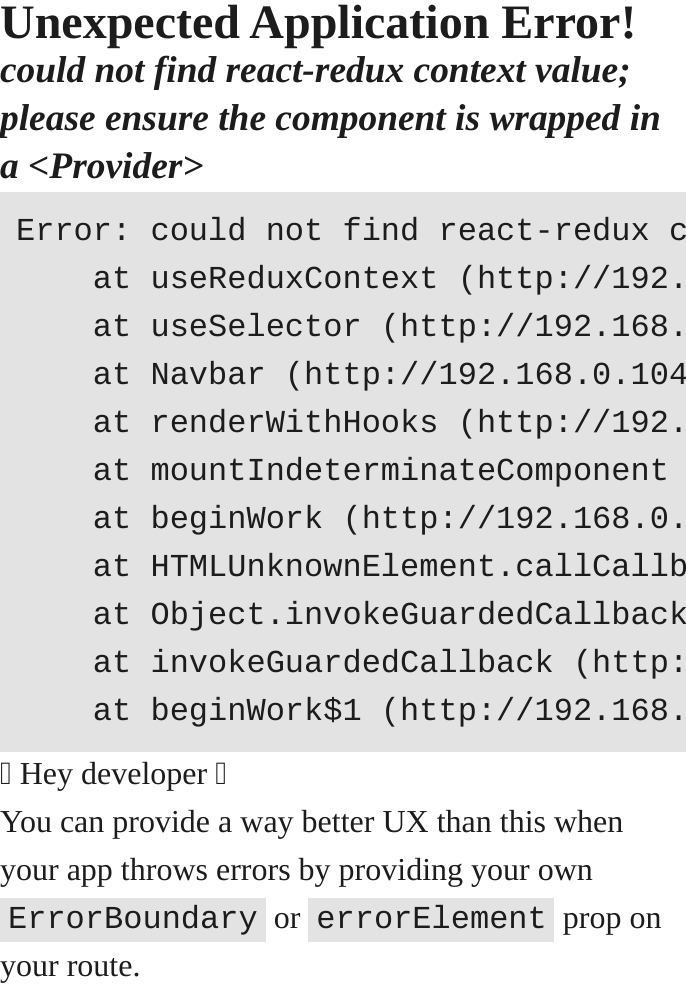 Unexpected Application Error!
could not find react-redux context value;
please ensure the component is wrapped in
a <Provider>
Error: could not find react-redux c
    at useReduxContext (http://192.
    at useSelector (http://192.168.
    at Navbar (http://192.168.0.104
    at renderWithHooks (http://192.
    at mountIndeterminateComponent
    at beginWork (http://192.168.0.
    at HTMLUnknownElement.callCallb
    at Object.invokeGuardedCallback
    at invokeGuardedCallback (http:
    at beginWork$1 (http://192.168.
Hey developer
You can provide a way better UX than this when
your app throws errors by providing your own
ErrorBoundary or errorElement prop on
your route.